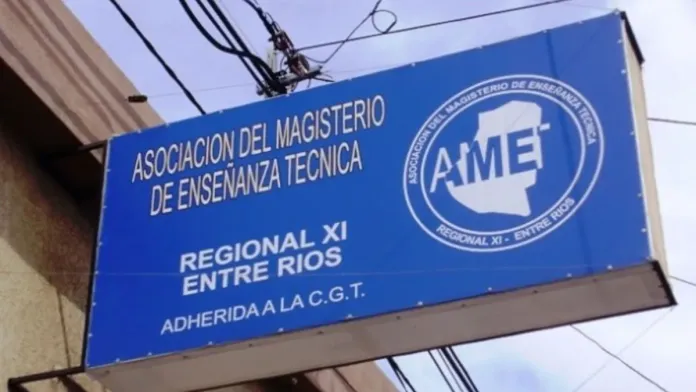 ASOCIACION DEL MAGISTERIO
DE ENSEÑANZA TECNICA
REGIONAL XI
ENTRE RIOS
ADHERIDA A LA C.G.T.
ASOCIACION DEL MAGISTERIO DE ENSEÑANZA TECNICA
AMET
REGIONAL XI - ENTRE RIOS